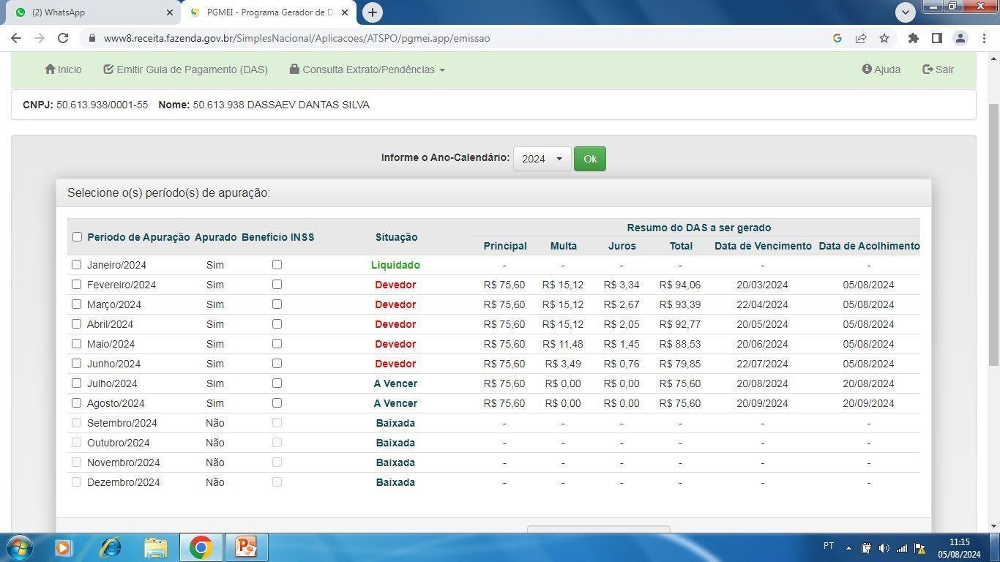 (2) WhatsApp
PGMEI - Programa Gerador de D
www8.receita.fazenda.gov.br/SimplesNacional/Aplicacoes/ATSPO/pgmei.app/emissao
Inicio Emitir Guia de Pagamento (DAS) Consulta Extrato/Pendências Ajuda Sair
CNPJ: 50.613.938/0001-55 Nome: 50.613.938 DASSAEV DANTAS SILVA
Informe o Ano-Calendário: 2024 Ok
Selecione o(s) período(s) de apuração:
Resumo do DAS a ser gerado
Período de Apuração Apurado Benefício INSS Situação Principal Multa Juros Total Data de Vencimento Data de Acolhimento
Janeiro/2024 Sim Liquidado - - - - - -
Fevereiro/2024 Sim Devedor R$ 75,60 R$ 15,12 R$ 3,34 R$ 94,06 20/03/2024 05/08/2024
Março/2024 Sim Devedor R$ 75,60 R$ 15,12 R$ 2,67 R$ 93,39 22/04/2024 05/08/2024
Abril/2024 Sim Devedor R$ 75,60 R$ 15,12 R$ 2,05 R$ 92,77 20/05/2024 05/08/2024
Maio/2024 Sim Devedor R$ 75,60 R$ 11,48 R$ 1,45 R$ 88,53 20/06/2024 05/08/2024
Junho/2024 Sim Devedor R$ 75,60 R$ 3,49 R$ 0,76 R$ 79,85 22/07/2024 05/08/2024
Julho/2024 Sim A Vencer R$ 75,60 R$ 0,00 R$ 0,00 R$ 75,60 20/08/2024 20/08/2024
Agosto/2024 Sim A Vencer R$ 75,60 R$ 0,00 R$ 0,00 R$ 75,60 20/09/2024 20/09/2024
Setembro/2024 Não Baixada - - - - - -
Outubro/2024 Não Baixada - - - - - -
Novembro/2024 Não Baixada - - - - - -
Dezembro/2024 Não Baixada - - - - - -
PT 11:15
05/08/2024